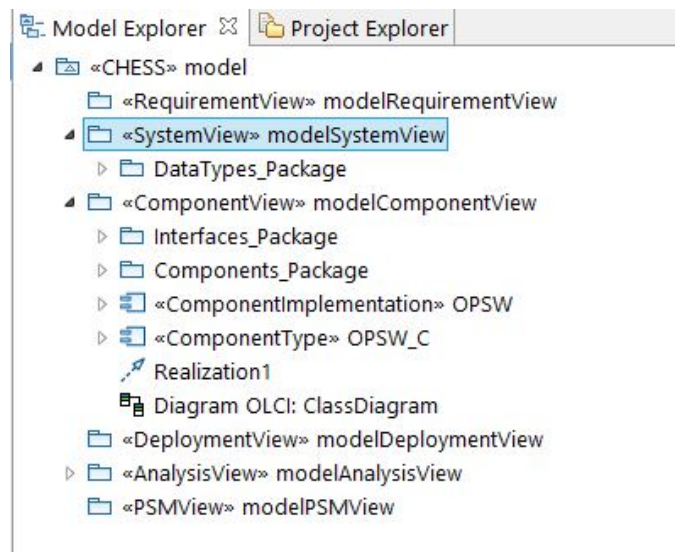 Model Explorer Project Explorer
«CHESS» model
«RequirementView» modelRequirementView
«SystemView» modelSystemView
DataTypes_Package
«ComponentView» modelComponentView
Interfaces_Package
Components_Package
«ComponentImplementation» OPSW
«ComponentType» OPSW_C
Realization1
Diagram OLCI: ClassDiagram
«DeploymentView» modelDeploymentView
«AnalysisView» modelAnalysisView
«PSMView» modelPSMView